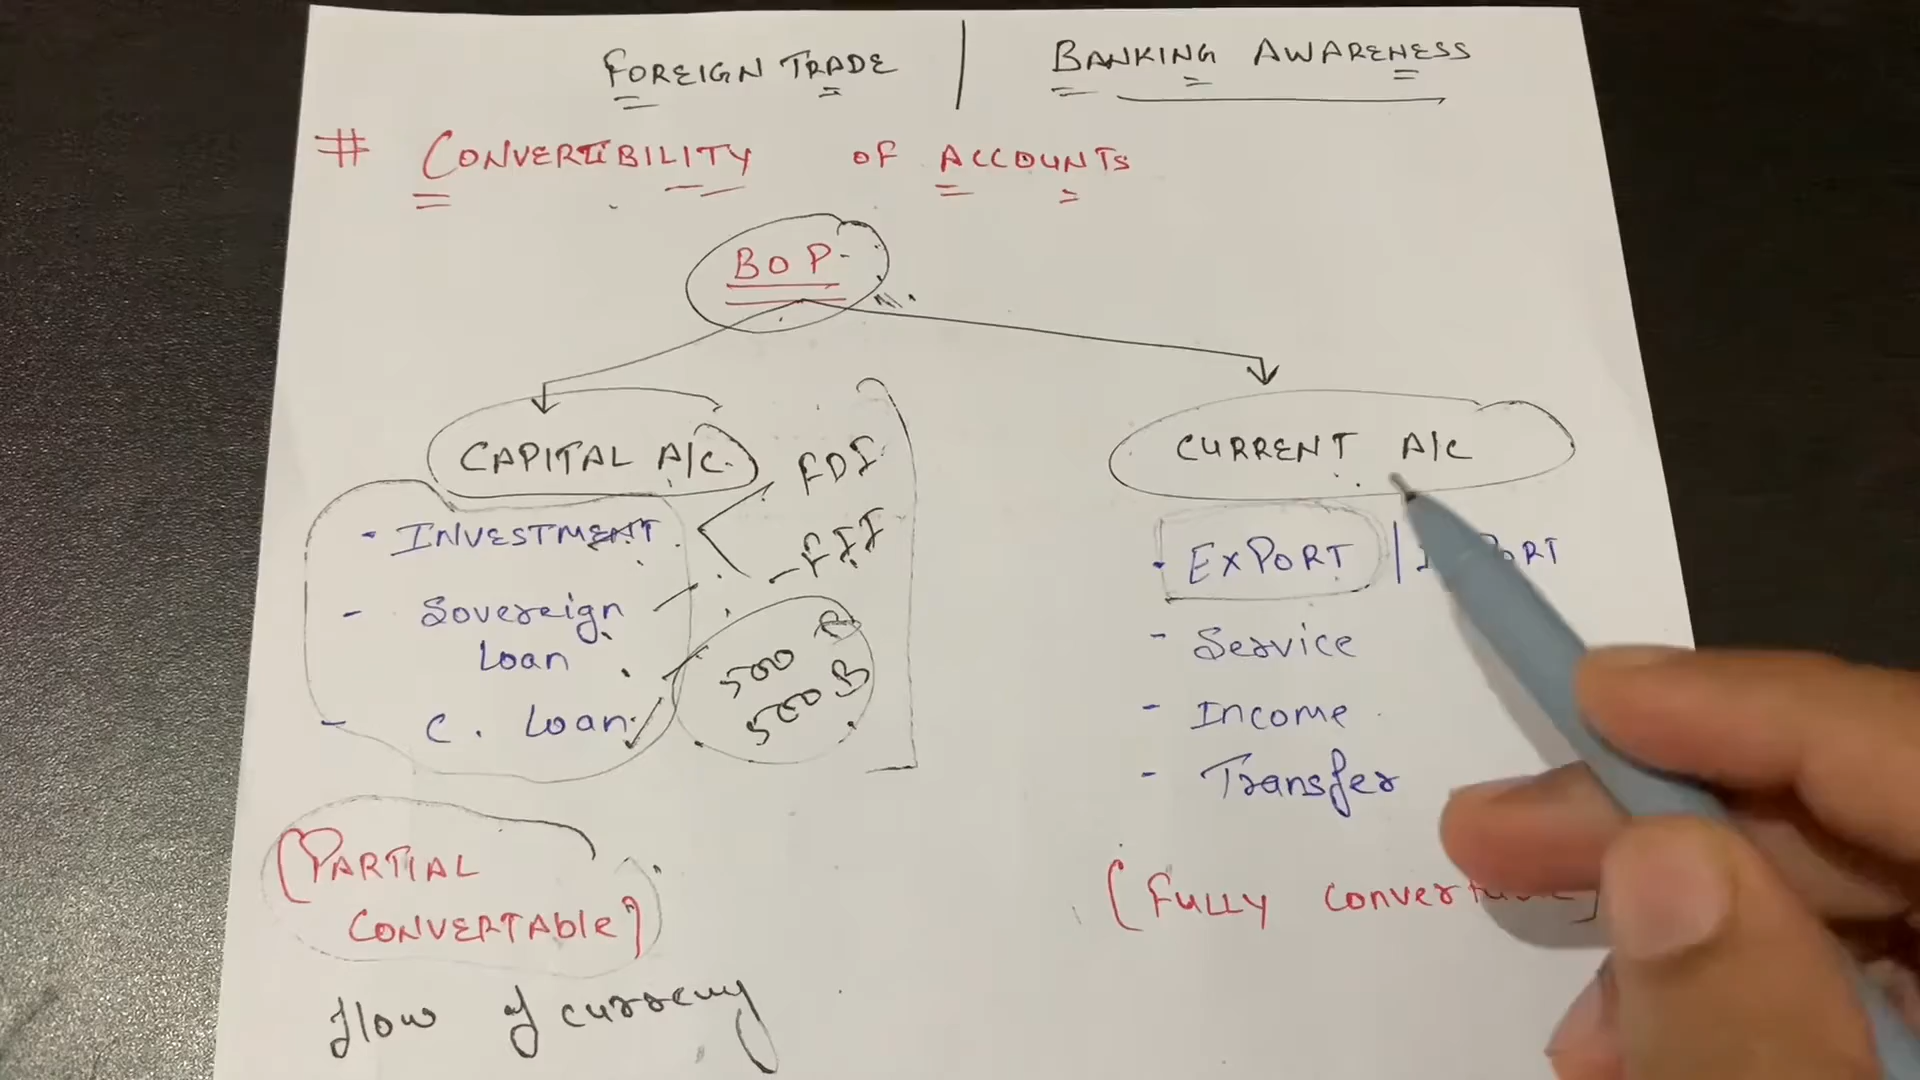 FOREIGN TRADE | BANKING AWARENESS
# CONVERTIBILITY OF ACCOUNTS
BOP
CAPITAL A/C.
- INVESTMENT
FDI
- FII
- Sovereign
Loan
- C. Loan
500 B
500 B
(PARTIAL
CONVERTABLE)
flow of currency
CURRENT A/C
- EXPORT |
- Service
- Income
- Transfer
(FULLY